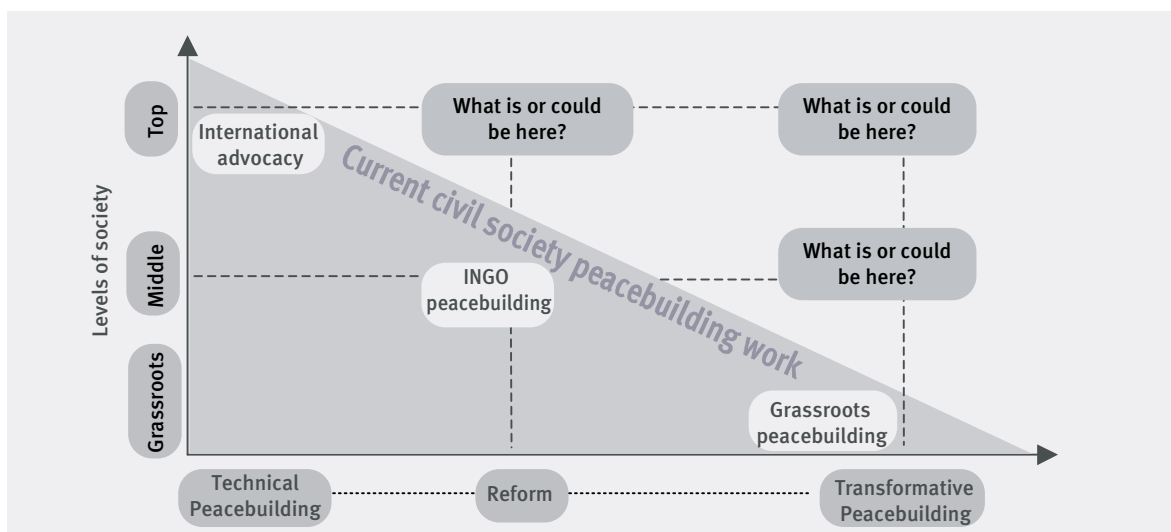 Top
What is or could
be here?
What is or could
be here?
International
advocacy
Current civil society peacebuilding work
Levels of society
Middle
What is or could
be here?
INGO
peacebuilding
Grassroots
Grassroots
peacebuilding
Technical
Peacebuilding
Reform
Transformative
Peacebuilding